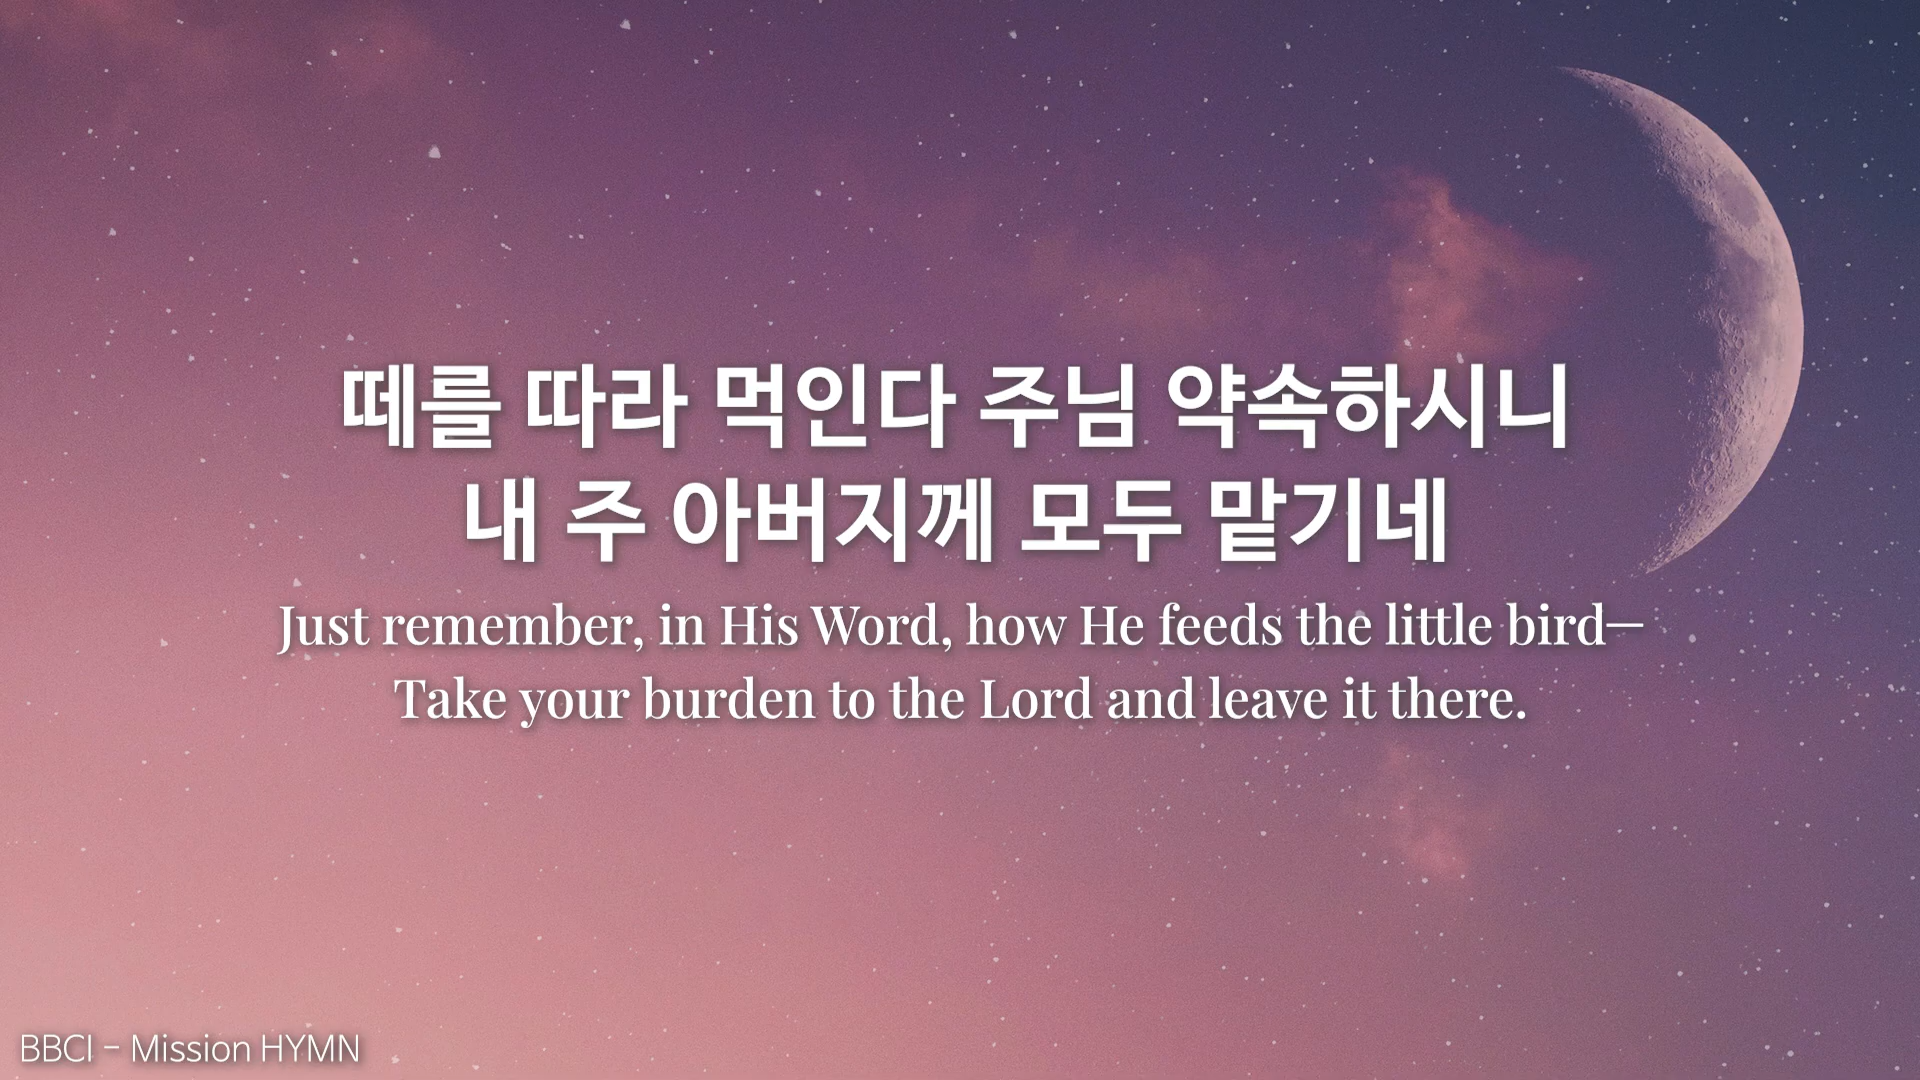 떼를 따라 먹인다 주님 약속하시니
내 주 아버지께 모두 맡기네
Just remember, in His Word, how He feeds the little bird—
Take your burden to the Lord and leave it there.
BBCI - Mission HYMN